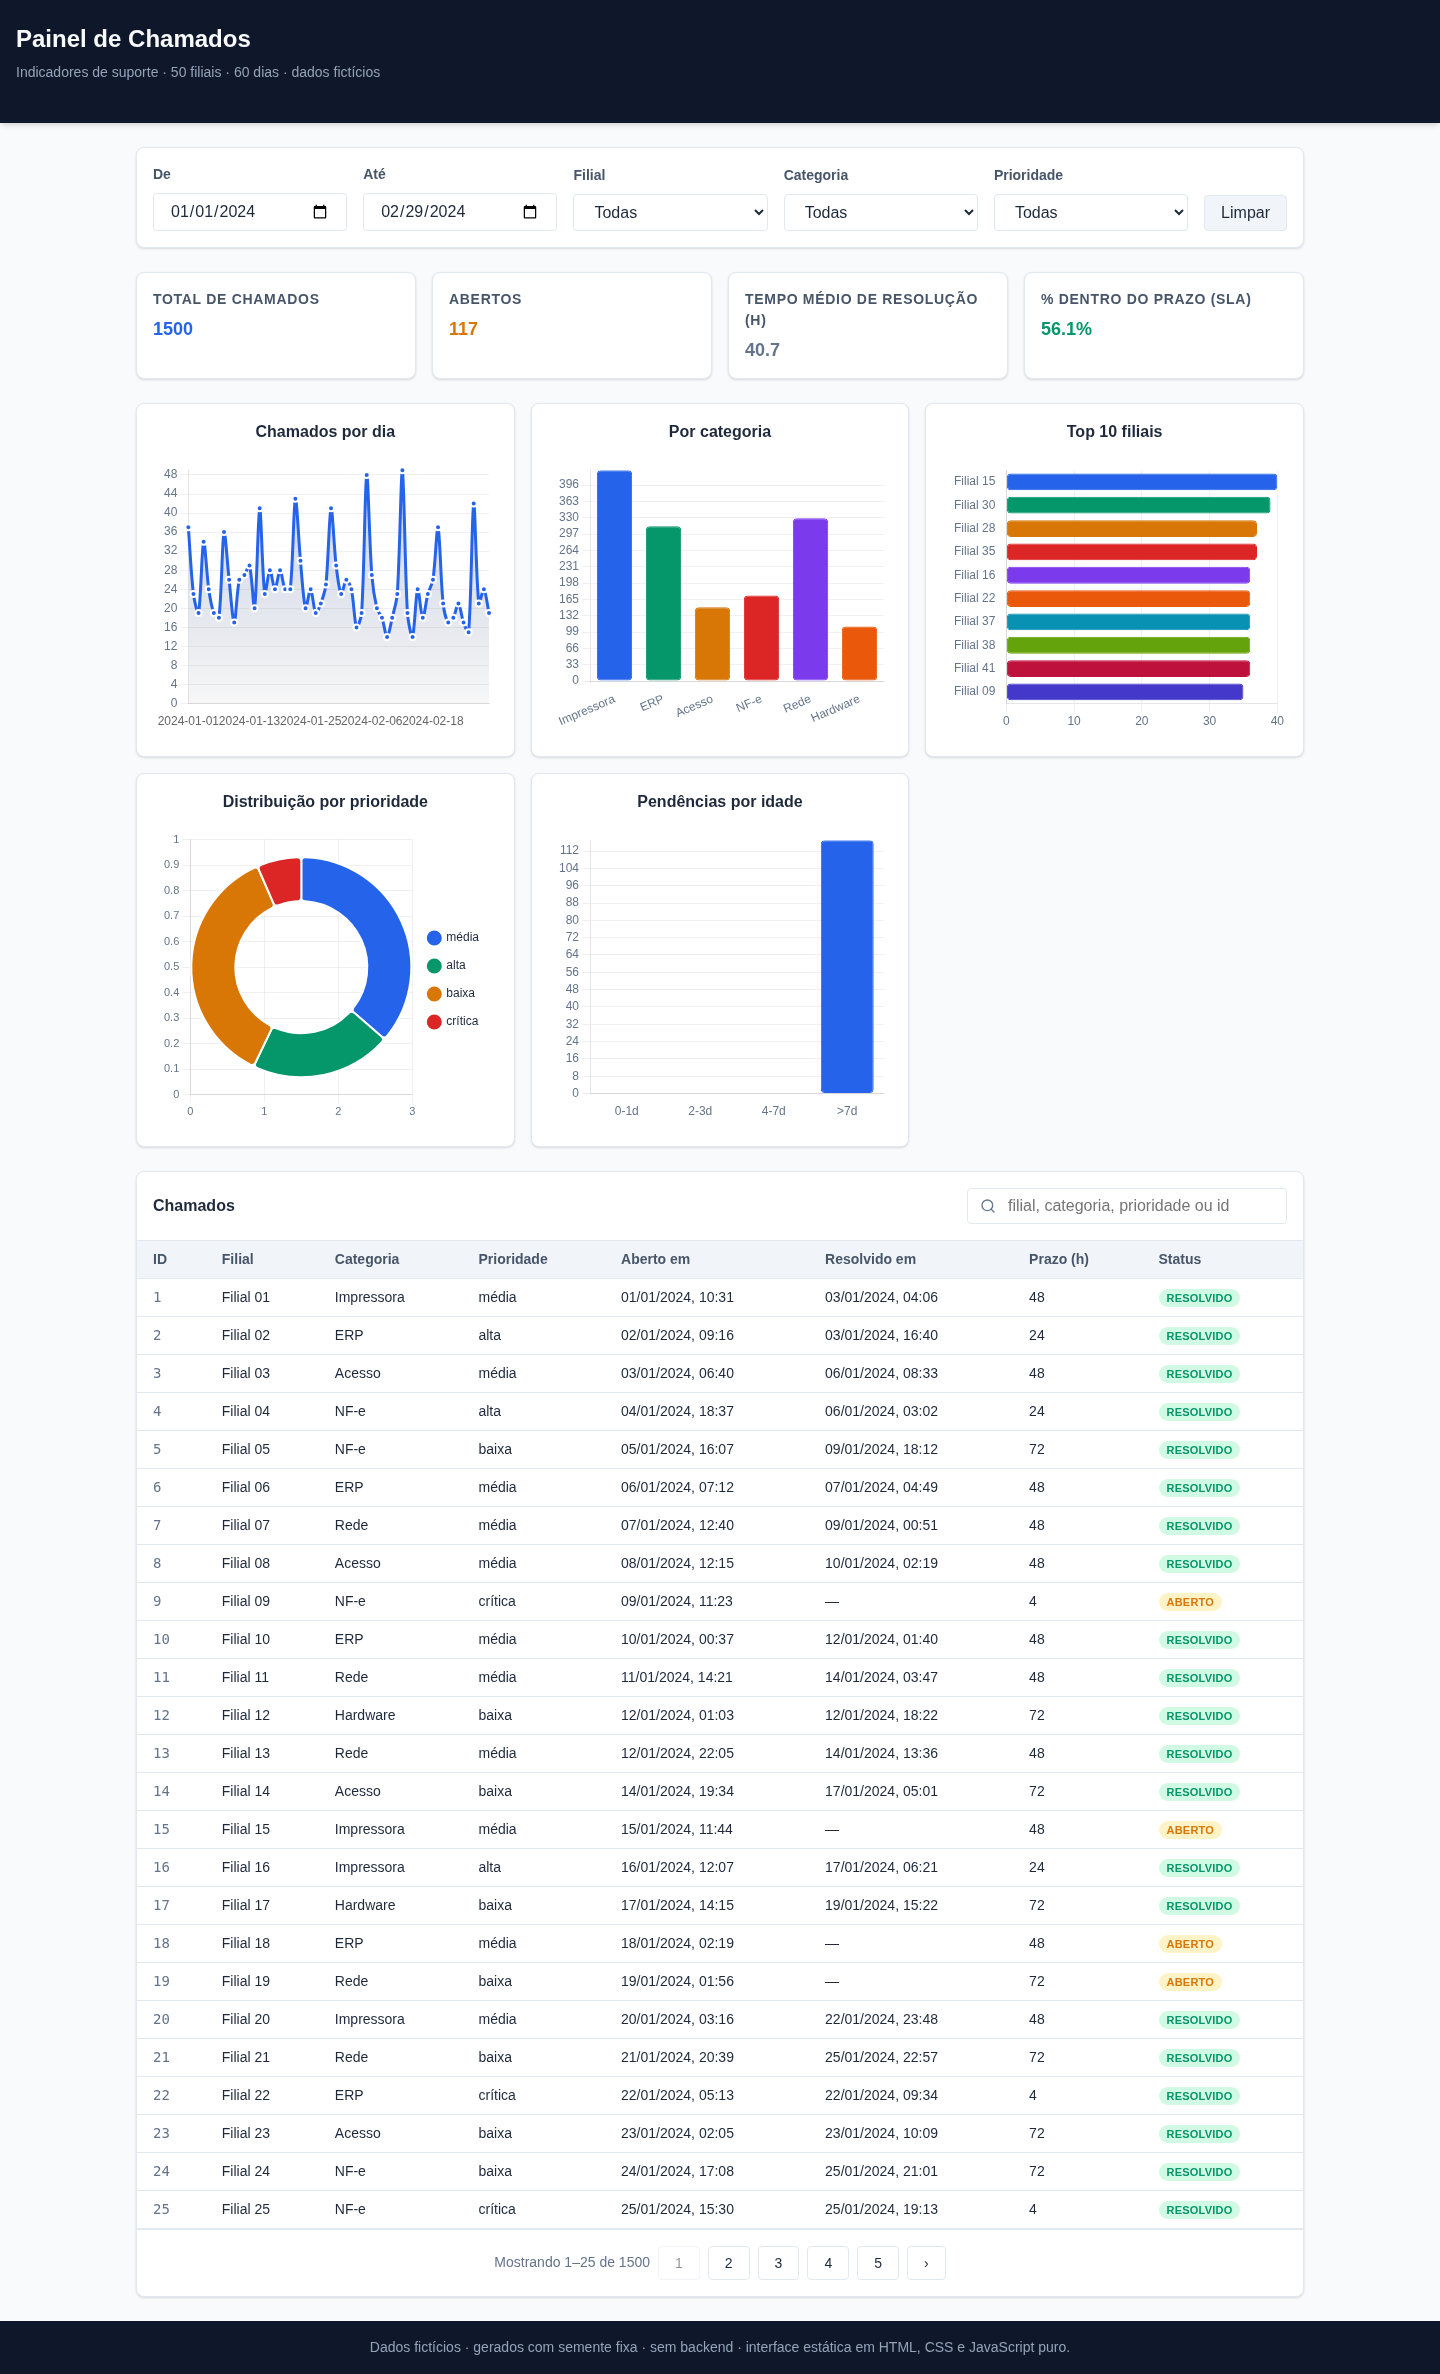 Painel de Chamados
Indicadores de suporte · 50 filiais · 60 dias · dados fictícios
De
Até
Filial
Categoria
Prioridade
01/01/2024
02/29/2024
Todas
Todas
Todas
Limpar
TOTAL DE CHAMADOS
1500
ABERTOS
117
TEMPO MÉDIO DE RESOLUÇÃO
(H)
40.7
% DENTRO DO PRAZO (SLA)
56.1%
Chamados por dia
48
44
40
36
32
28
24
20
16
12
8
4
0
2024-01-01 2024-01-13 2024-01-25 2024-02-06 2024-02-18
Por categoria
396
363
330
297
264
231
198
165
132
99
66
33
0
Impressora ERP Acesso NF-e Rede Hardware
Top 10 filiais
Filial 15
Filial 30
Filial 28
Filial 35
Filial 16
Filial 22
Filial 37
Filial 38
Filial 41
Filial 09
0 10 20 30 40
Distribuição por prioridade
1
0.9
0.8
0.7
0.6
0.5
0.4
0.3
0.2
0.1
0
0 1 2 3
média
alta
baixa
crítica
Pendências por idade
112
104
96
88
80
72
64
56
48
40
32
24
16
8
0
0-1d 2-3d 4-7d >7d
Chamados
filial, categoria, prioridade ou id
ID Filial Categoria Prioridade Aberto em Resolvido em Prazo (h) Status
1 Filial 01 Impressora média 01/01/2024, 10:31 03/01/2024, 04:06 48 RESOLVIDO
2 Filial 02 ERP alta 02/01/2024, 09:16 03/01/2024, 16:40 24 RESOLVIDO
3 Filial 03 Acesso média 03/01/2024, 06:40 06/01/2024, 08:33 48 RESOLVIDO
4 Filial 04 NF-e alta 04/01/2024, 18:37 06/01/2024, 03:02 24 RESOLVIDO
5 Filial 05 NF-e baixa 05/01/2024, 16:07 09/01/2024, 18:12 72 RESOLVIDO
6 Filial 06 ERP média 06/01/2024, 07:12 07/01/2024, 04:49 48 RESOLVIDO
7 Filial 07 Rede média 07/01/2024, 12:40 09/01/2024, 00:51 48 RESOLVIDO
8 Filial 08 Acesso média 08/01/2024, 12:15 10/01/2024, 02:19 48 RESOLVIDO
9 Filial 09 NF-e crítica 09/01/2024, 11:23 — 4 ABERTO
10 Filial 10 ERP média 10/01/2024, 00:37 12/01/2024, 01:40 48 RESOLVIDO
11 Filial 11 Rede média 11/01/2024, 14:21 14/01/2024, 03:47 48 RESOLVIDO
12 Filial 12 Hardware baixa 12/01/2024, 01:03 12/01/2024, 18:22 72 RESOLVIDO
13 Filial 13 Rede média 12/01/2024, 22:05 14/01/2024, 13:36 48 RESOLVIDO
14 Filial 14 Acesso baixa 14/01/2024, 19:34 17/01/2024, 05:01 72 RESOLVIDO
15 Filial 15 Impressora média 15/01/2024, 11:44 — 48 ABERTO
16 Filial 16 Impressora alta 16/01/2024, 12:07 17/01/2024, 06:21 24 RESOLVIDO
17 Filial 17 Hardware baixa 17/01/2024, 14:15 19/01/2024, 15:22 72 RESOLVIDO
18 Filial 18 ERP média 18/01/2024, 02:19 — 48 ABERTO
19 Filial 19 Rede baixa 19/01/2024, 01:56 — 72 ABERTO
20 Filial 20 Impressora média 20/01/2024, 03:16 22/01/2024, 23:48 48 RESOLVIDO
21 Filial 21 Rede baixa 21/01/2024, 20:39 25/01/2024, 22:57 72 RESOLVIDO
22 Filial 22 ERP crítica 22/01/2024, 05:13 22/01/2024, 09:34 4 RESOLVIDO
23 Filial 23 Acesso baixa 23/01/2024, 02:05 23/01/2024, 10:09 72 RESOLVIDO
24 Filial 24 NF-e baixa 24/01/2024, 17:08 25/01/2024, 21:01 72 RESOLVIDO
25 Filial 25 NF-e crítica 25/01/2024, 15:30 25/01/2024, 19:13 4 RESOLVIDO
Mostrando 1–25 de 1500 1 2 3 4 5 ›
Dados fictícios · gerados com semente fixa · sem backend · interface estática em HTML, CSS e JavaScript puro.